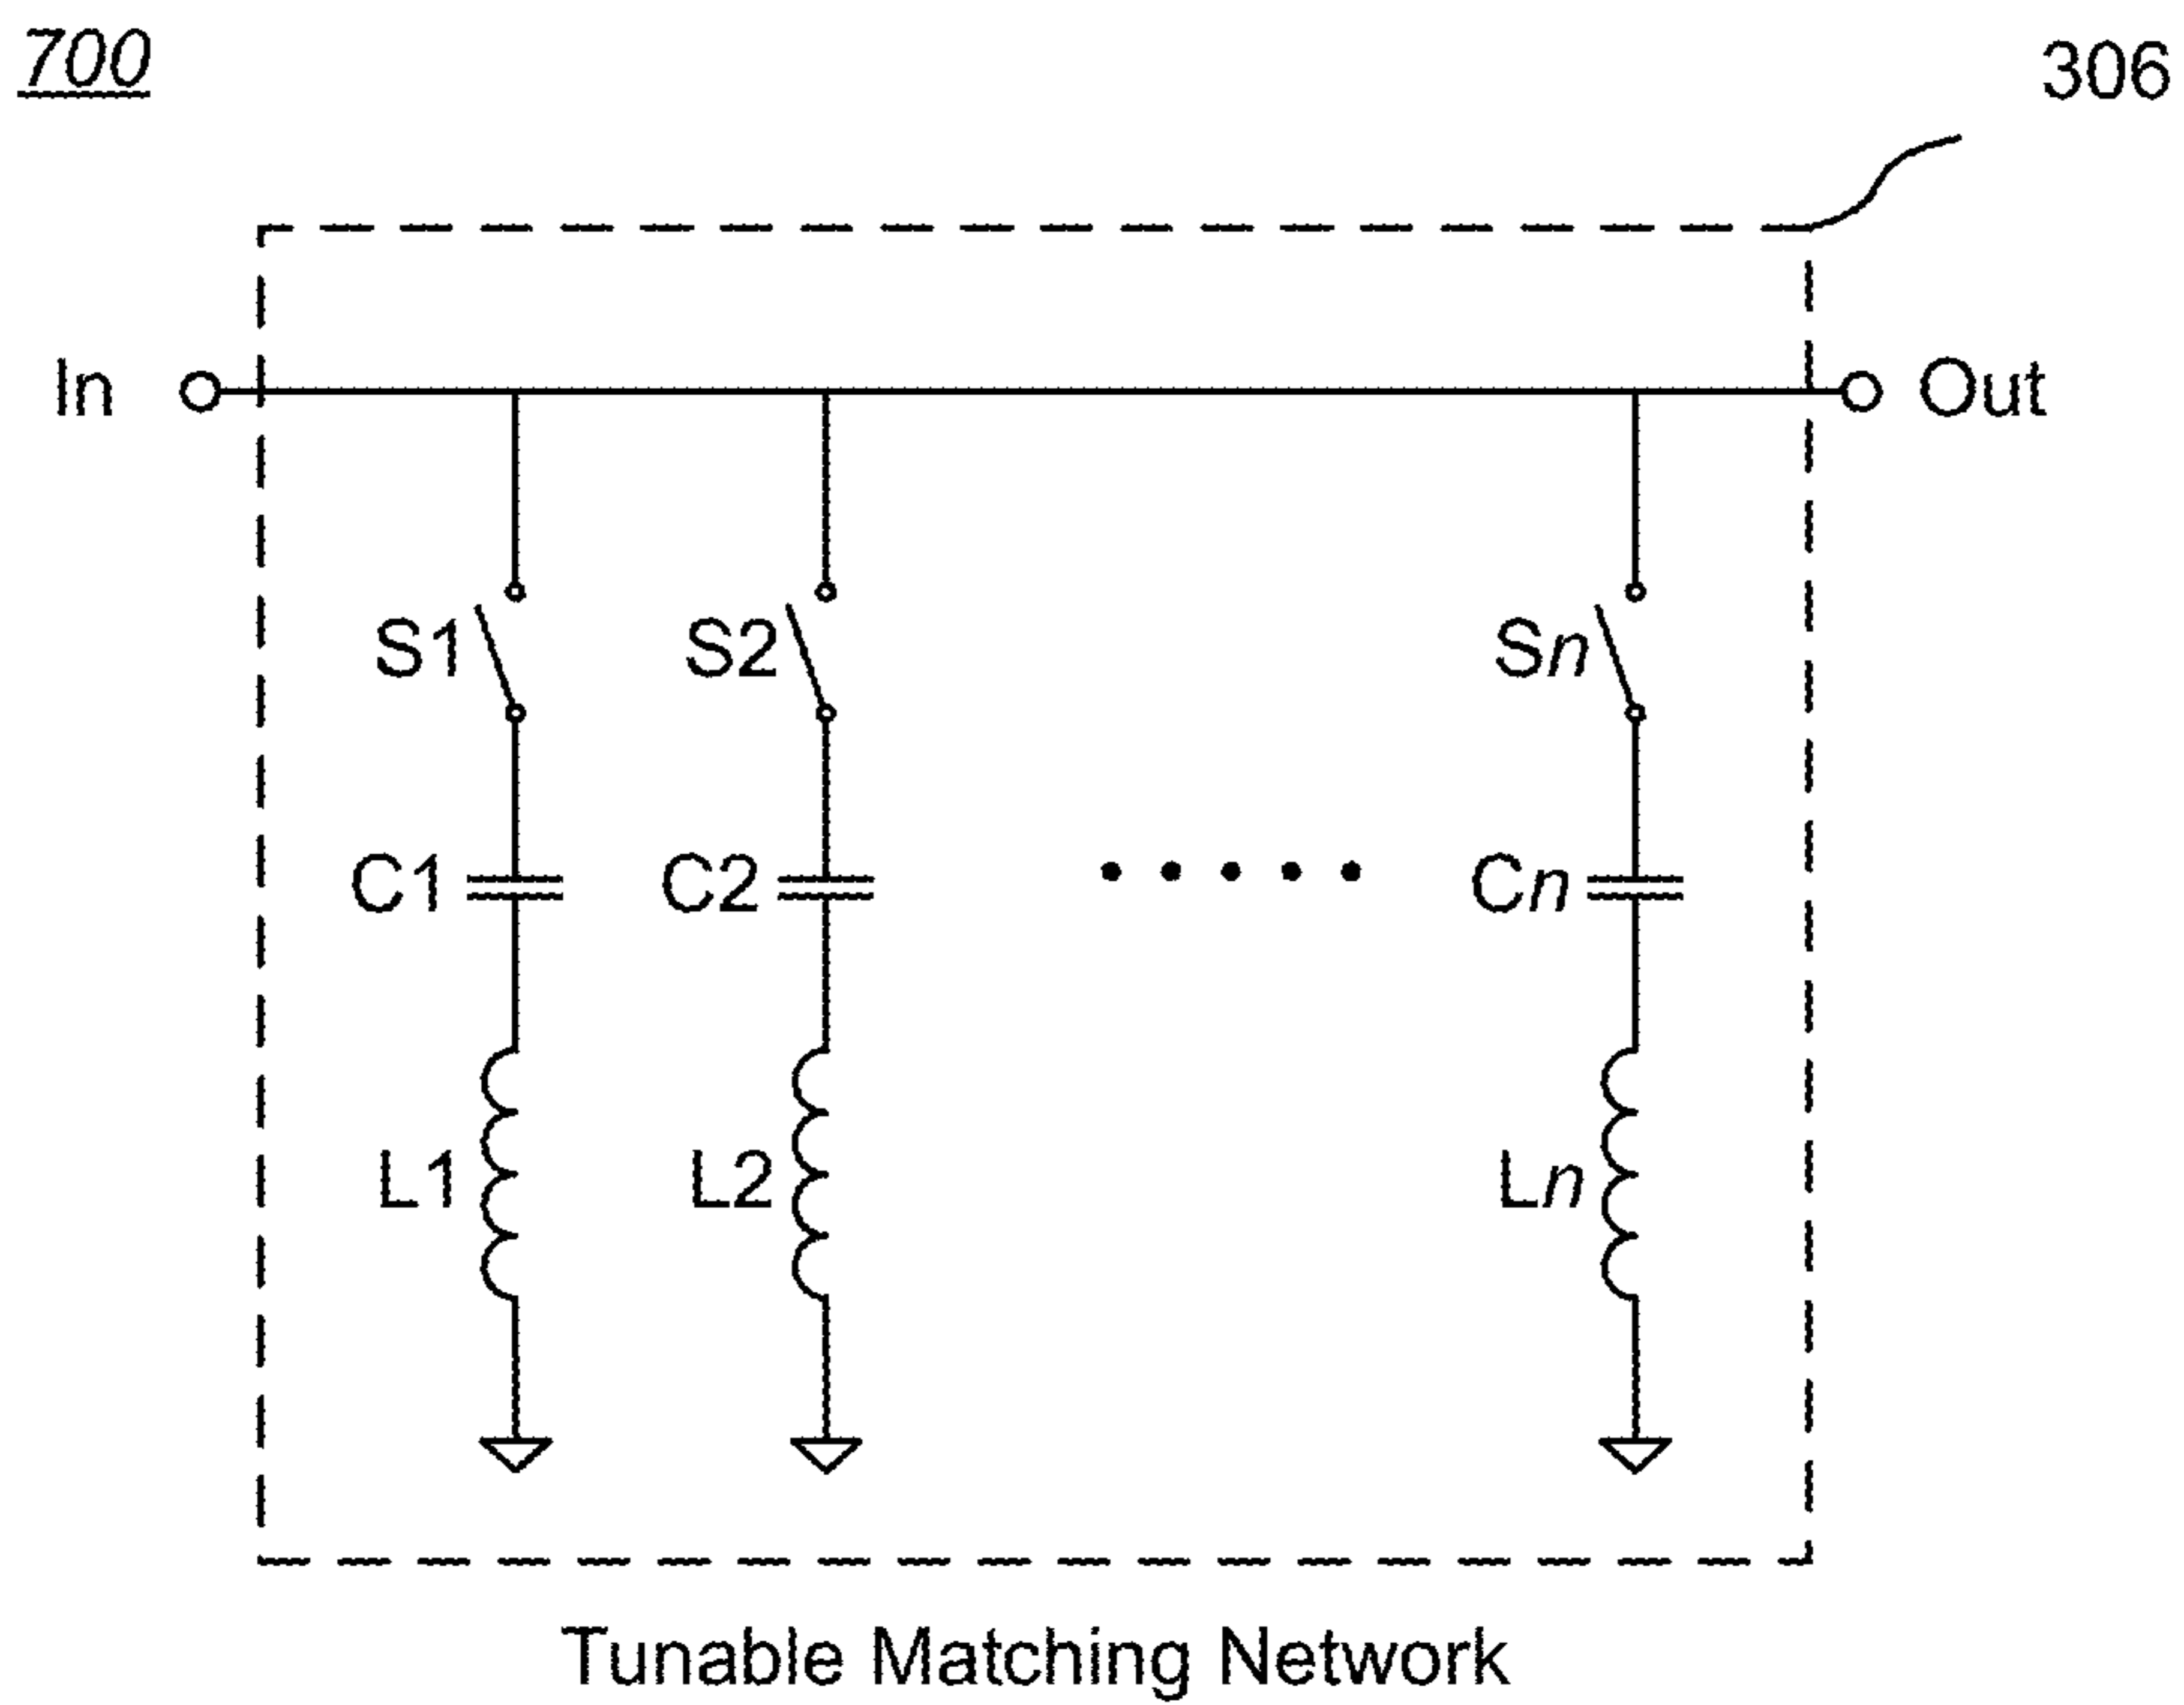 700
306
In
Out
S1
S2
Sn
C1
C2
Cn
L1
L2
Ln
Tunable Matching Network